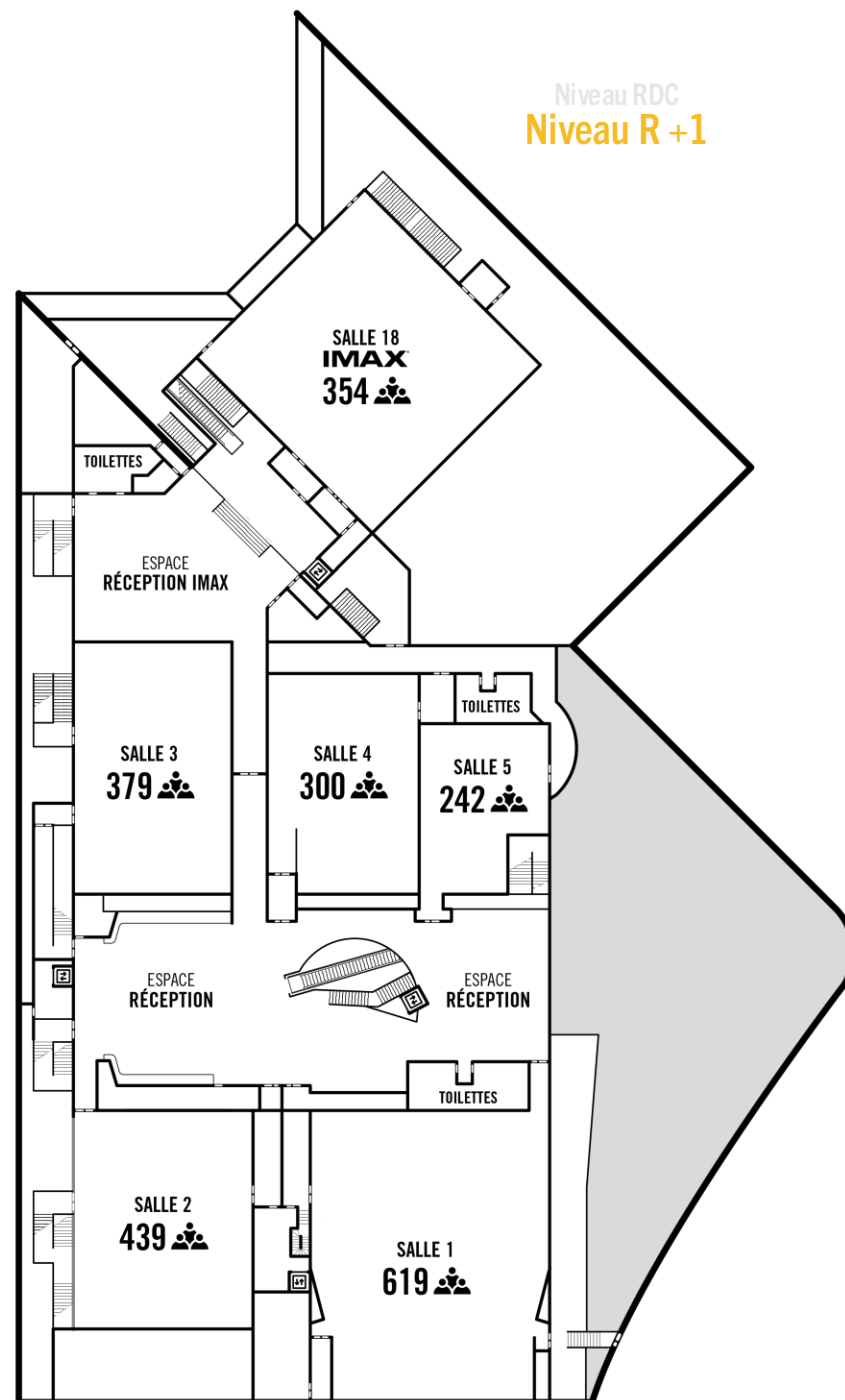 Niveau RDC
Niveau R +1
SALLE 18
IMAX
354
TOILETTES
ESPACE
RÉCEPTION IMAX
TOILETTES
SALLE 3
379
SALLE 4
300
SALLE 5
242
ESPACE
RÉCEPTION
ESPACE
RÉCEPTION
TOILETTES
SALLE 2
439
SALLE 1
619